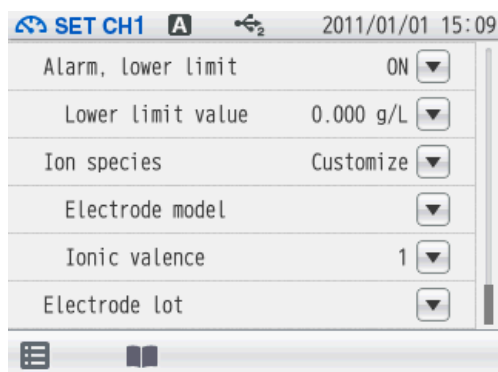 SET CH1 A 2 2011/01/01 15:09
Alarm, lower limit ON
Lower limit value 0.000 g/L
Ion species Customize
Electrode model
Ionic valence 1
Electrode lot